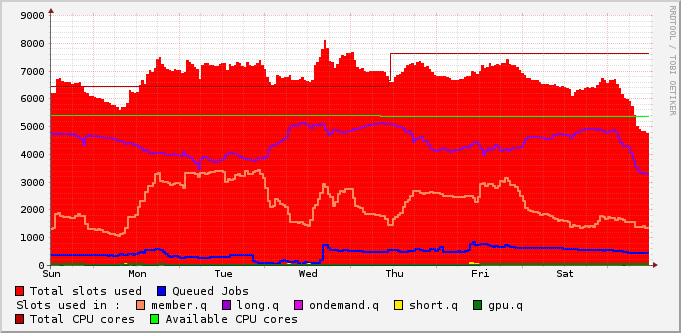 9000
8000
7000
6000
5000
4000
3000
2000
1000
0
Sun Mon Tue Wed Thu Fri Sat
RRDTOOL / TOBI OETIKER
Total slots used Queued Jobs
Slots used in : member.q long.q ondemand.q short.q gpu.q
Total CPU cores Available CPU cores